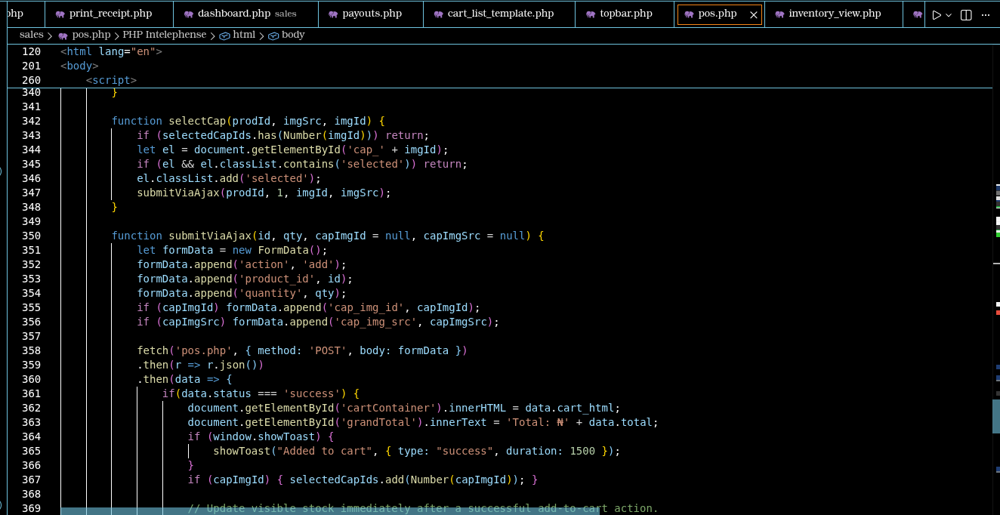 php print_receipt.php dashboard.php sales payouts.php cart_list_template.php topbar.php pos.php inventory_view.php
sales > pos.php > PHP Intelephense > html > body
120 <html lang="en">
201 <body>
260 <script>
340 }
341
342 function selectCap(prodId, imgSrc, imgId) {
343 if (selectedCapIds.has(Number(imgId))) return;
344 let el = document.getElementById('cap_' + imgId);
345 if (el && el.classList.contains('selected')) return;
346 el.classList.add('selected');
347 submitViaAjax(prodId, 1, imgId, imgSrc);
348 }
349
350 function submitViaAjax(id, qty, capImgId = null, capImgSrc = null) {
351 let formData = new FormData();
352 formData.append('action', 'add');
353 formData.append('product_id', id);
354 formData.append('quantity', qty);
355 if (capImgId) formData.append('cap_img_id', capImgId);
356 if (capImgSrc) formData.append('cap_img_src', capImgSrc);
357
358 fetch('pos.php', { method: 'POST', body: formData })
359 .then(r => r.json())
360 .then(data => {
361 if(data.status === 'success') {
362 document.getElementById('cartContainer').innerHTML = data.cart_html;
363 document.getElementById('grandTotal').innerText = 'Total: ₦' + data.total;
364 if (window.showToast) {
365 showToast("Added to cart", { type: "success", duration: 1500 });
366 }
367 if (capImgId) { selectedCapIds.add(Number(capImgId)); }
368
369 // Update visible stock immediately after a successful add-to-cart action.